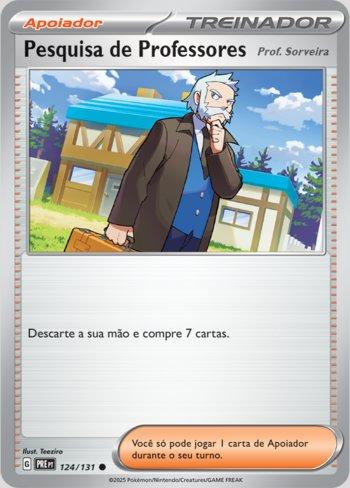 Apoiador
TREINADOR
Pesquisa de Professores Prof. Sorveira
Descarte a sua mão e compre 7 cartas.
Ilust. Teeziro
G PRE PT 124/131
Você só pode jogar 1 carta de Apoiador
durante o seu turno.
©2025 Pokémon/Nintendo/Creatures/GAME FREAK